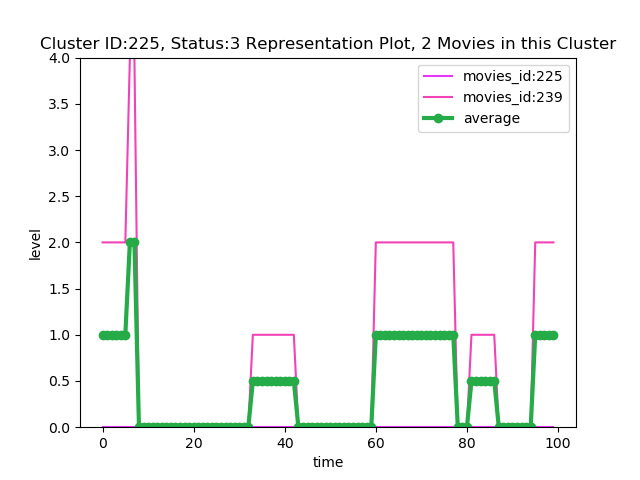 Cluster ID:225, Status:3 Representation Plot, 2 Movies in this Cluster
movies_id:225
movies_id:239
average
4.0
3.5
3.0
2.5
2.0
1.5
1.0
0.5
0.0
level
0 20 40 60 80 100
time